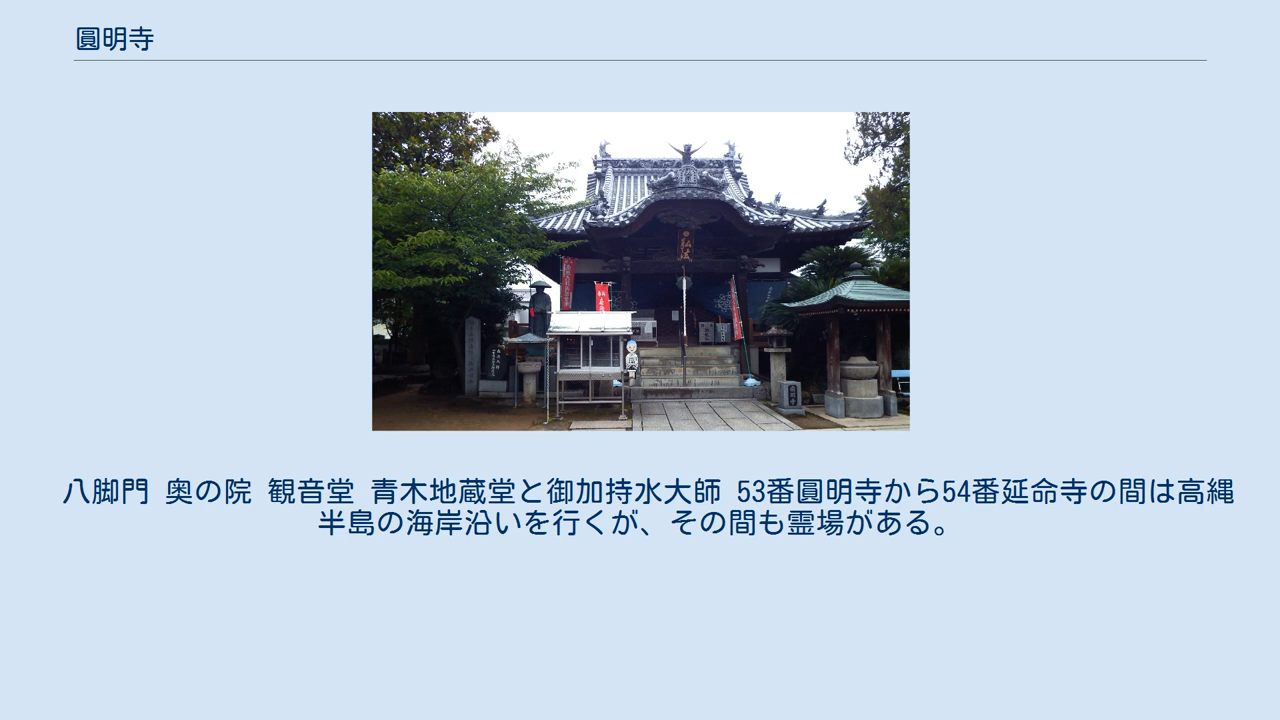 圓明寺
弘法
八脚門 奥の院 観音堂 青木地蔵堂と御加持水大師 53番圓明寺から54番延命寺の間は高縄
半島の海岸沿いを行くが、その間も霊場がある。